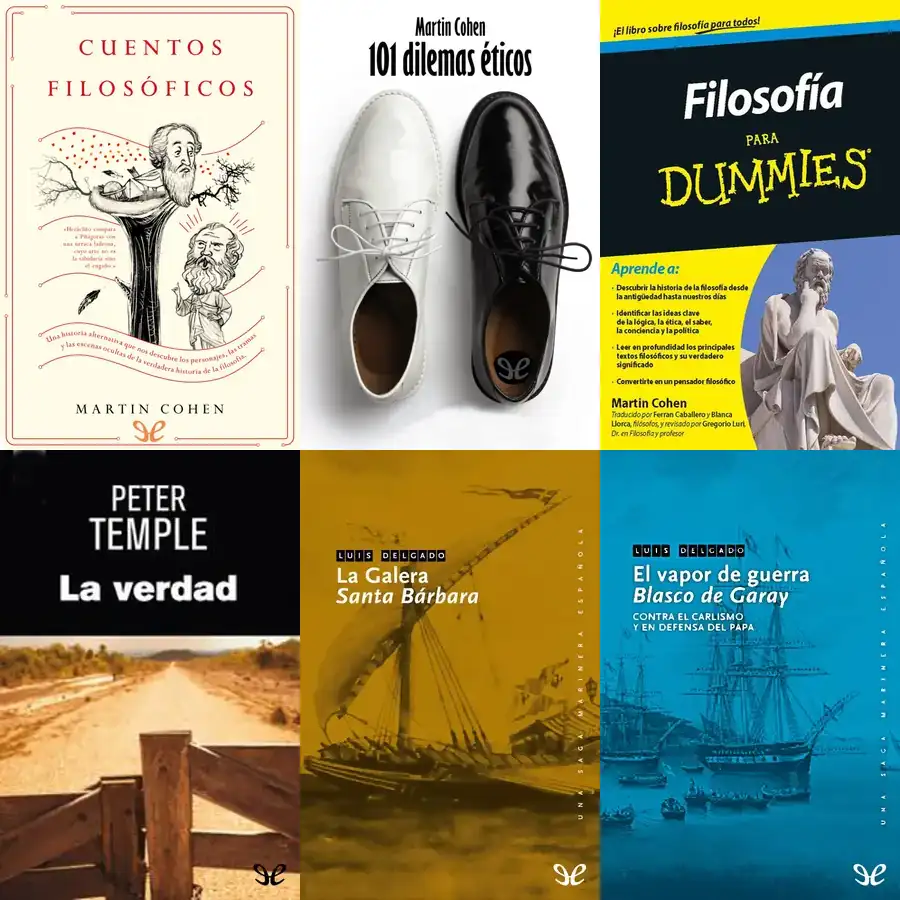 CUENTOS
FILOSÓFICOS
«Heráclito compara
a Pitágoras con
una urraca ladrona,
cuyo arte no es
la sabiduría sino
el engaño.»
Una historia alternativa que nos descubre los personajes, las tramas
y las escenas ocultas de la verdadera historia de la filosofía.
MARTIN COHEN
Martin Cohen
101 dilemas éticos
¡El libro sobre filosofía para todos!
Filosofía
PARA
DUMMIES
Aprende a:
• Descubrir la historia de la filosofía desde
la antigüedad hasta nuestros días
• Identificar las ideas clave
de la lógica, la ética, el saber,
la conciencia y la política
• Leer en profundidad los principales
textos filosóficos y su verdadero
significado
• Convertirte en un pensador filosófico
Martin Cohen
Traducido por Ferran Caballero y Blanca
Llorca, filósofos, y revisado por Gregorio Luri,
Dr. en Filosofía y profesor
PETER
TEMPLE
La verdad
LUIS DELGADO
La Galera
Santa Bárbara
UNA SAGA MARINERA ESPAÑOLA
LUIS DELGADO
El vapor de guerra
Blasco de Garay
CONTRA EL CARLISMO
Y EN DEFENSA DEL PAPA
UNA SAGA MARINERA ESPAÑOLA